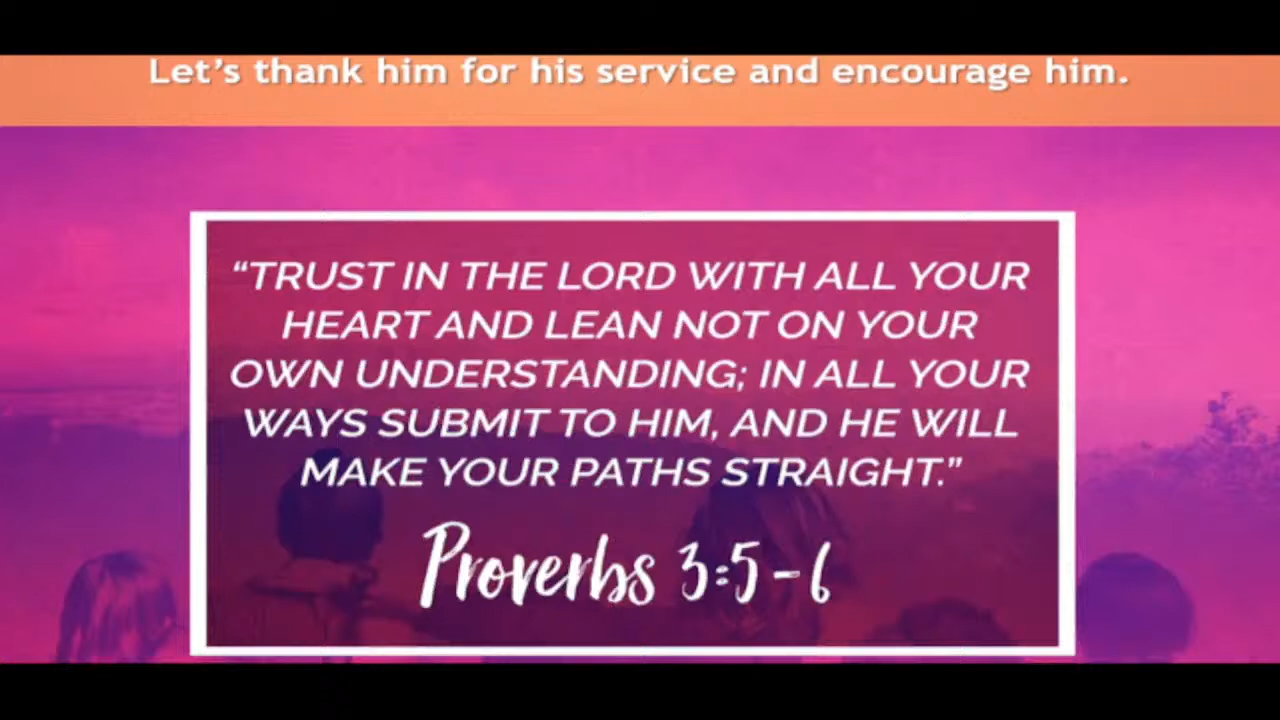 Let's thank him for his service and encourage him.
“TRUST IN THE LORD WITH ALL YOUR
HEART AND LEAN NOT ON YOUR
OWN UNDERSTANDING; IN ALL YOUR
WAYS SUBMIT TO HIM, AND HE WILL
MAKE YOUR PATHS STRAIGHT.”
Proverbs 3:5-6